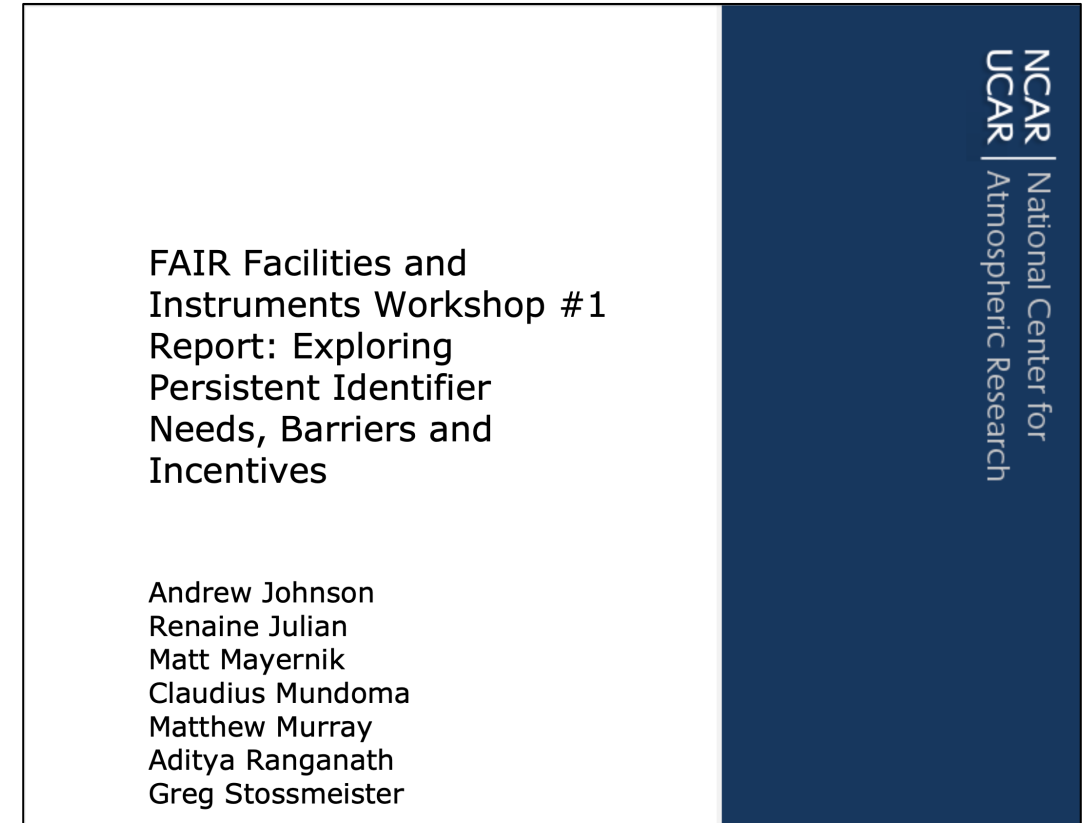 FAIR Facilities and
Instruments Workshop #1
Report: Exploring
Persistent Identifier
Needs, Barriers and
Incentives
Andrew Johnson
Renaine Julian
Matt Mayernik
Claudius Mundoma
Matthew Murray
Aditya Ranganath
Greg Stossmeister
NCAR | National Center for
UCAR | Atmospheric Research